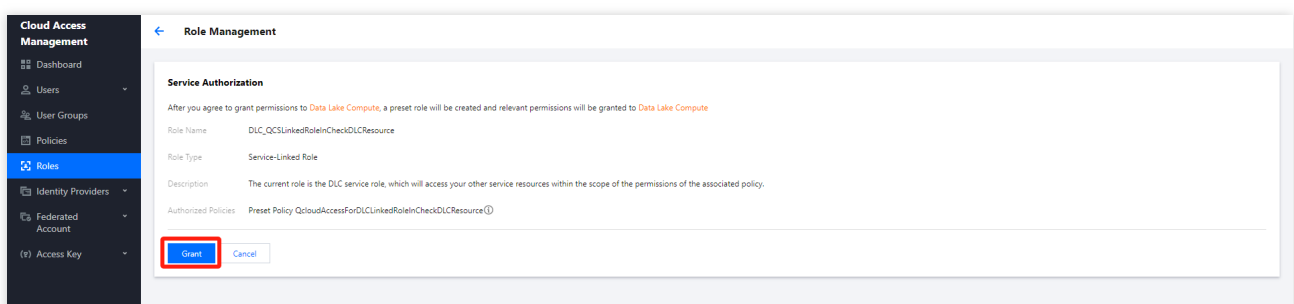 Cloud Access
Management
Dashboard
Users
User Groups
Policies
Roles
Identity Providers
Federated
Account
Access Key
Role Management
Service Authorization
After you agree to grant permissions to Data Lake Compute, a preset role will be created and relevant permissions will be granted to Data Lake Compute
Role Name DLC_QCSLinkedRoleInCheckDLCResource
Role Type Service-Linked Role
Description The current role is the DLC service role, which will access your other service resources within the scope of the permissions of the associated policy.
Authorized Policies Preset Policy QcloudAccessForDLCLinkedRoleInCheckDLCResource
Grant Cancel